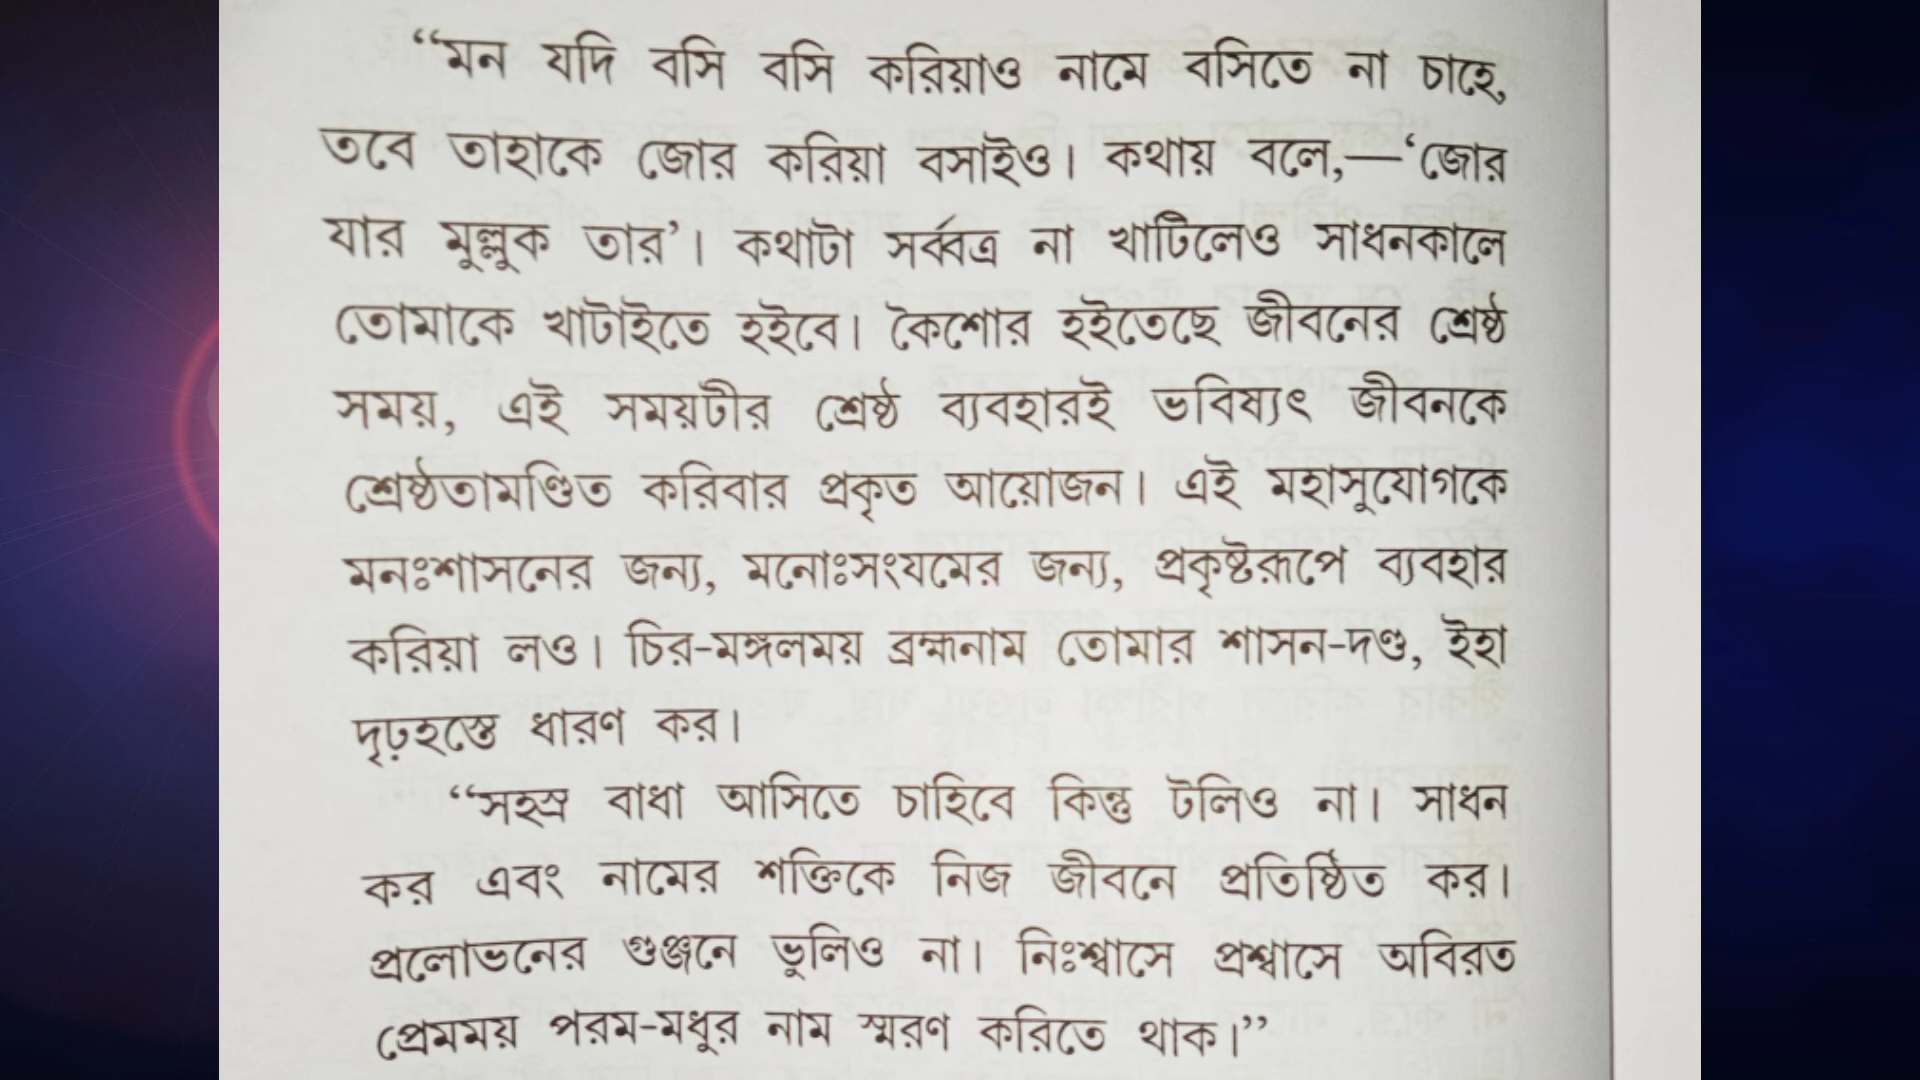 “মন যদি বসি বসি করিয়াও নামে বসিতে না চাহে,
তবে তাহাকে জোর করিয়া বসাইও। কথায় বলে,—‘জোর
যার মুল্লুক তার’। কথাটা সর্ব্বত্র না খাটিলেও সাধনকালে
তোমাকে খাটাইতে হইবে। কৈশোর হইতেছে জীবনের শ্রেষ্ঠ
সময়, এই সময়টীর শ্রেষ্ঠ ব্যবহারই ভবিষ্যৎ জীবনকে
শ্রেষ্ঠতামণ্ডিত করিবার প্রকৃত আয়োজন। এই মহাসুযোগকে
মনঃশাসনের জন্য, মনোঃসংযমের জন্য, প্রকৃষ্টরূপে ব্যবহার
করিয়া লও। চির-মঙ্গলময় ব্রহ্মনাম তোমার শাসন-দণ্ড, ইহা
দৃঢ়হস্তে ধারণ কর।
“সহস্র বাধা আসিতে চাহিবে কিন্তু টলিও না। সাধন
কর এবং নামের শক্তিকে নিজ জীবনে প্রতিষ্ঠিত কর।
প্রলোভনের গুঞ্জনে ভুলিও না। নিঃশ্বাসে প্রশ্বাসে অবিরত
প্রেমময় পরম-মধুর নাম স্মরণ করিতে থাক।”